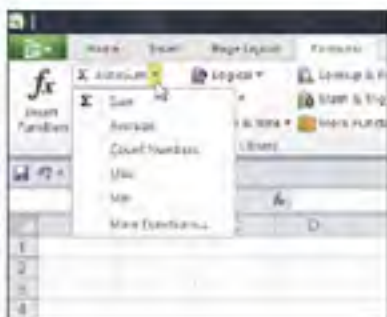 Home Insert Page Layout Formulas
fx Σ AutoSum Logical Lookup &
Insert Function
Math & Trig
More Functions
Library
Σ Sum
Average
Count Numbers
Max
Min
More Functions...
fx
D
1
2
3
4